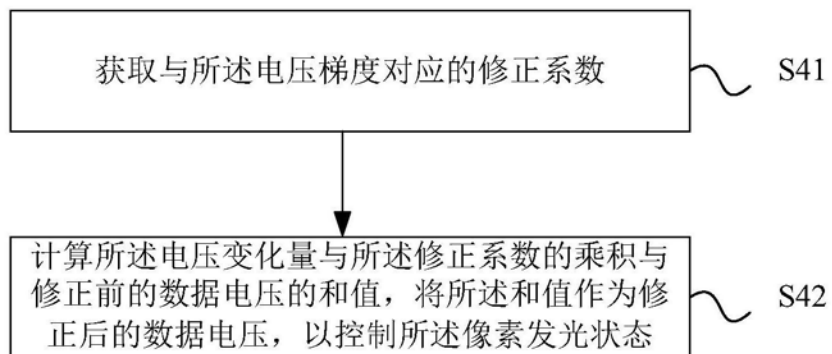 获取与所述电压梯度对应的修正系数
S41
计算所述电压变化量与所述修正系数的乘积与
修正前的数据电压的和值，将所述和值作为修
正后的数据电压，以控制所述像素发光状态
S42